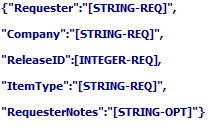 {"Requester":"[STRING-REQ]",
"Company":"[STRING-REQ]",
"ReleaseID":[INTEGER-REQ],
"ItemType":"[STRING-REQ]",
"RequesterNotes":"[STRING-OPT]"}